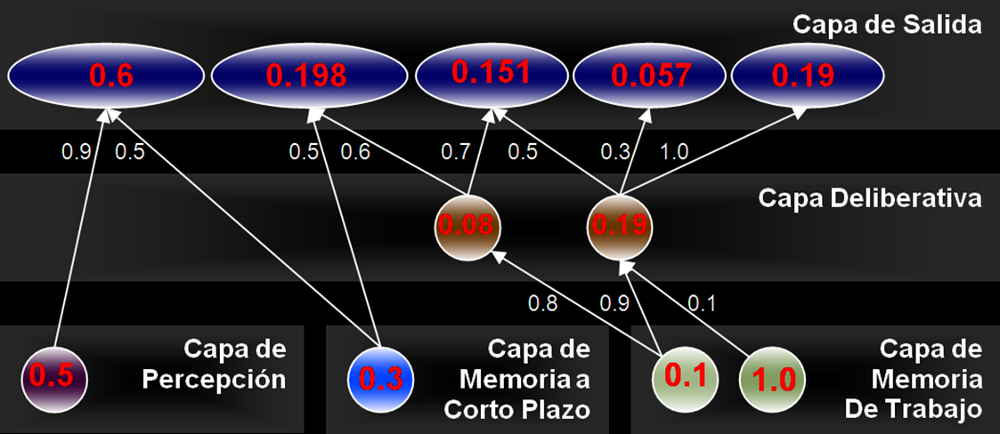 Capa de Salida
0.6 0.198 0.151 0.057 0.19
0.9 0.5 0.5 0.6 0.7 0.5 0.3 1.0
Capa Deliberativa
0.08 0.19
0.8 0.9 0.1
Capa de
Percepción
0.5
Capa de
Memoria a
Corto Plazo
0.3
Capa de
Memoria
De Trabajo
0.1 1.0